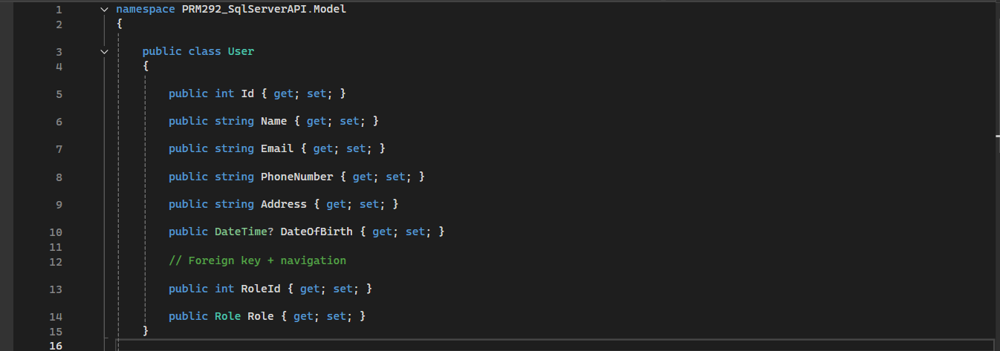 1 namespace PRM292_SqlServerAPI.Model
2 {
3 public class User
4 {
5 public int Id { get; set; }
6 public string Name { get; set; }
7 public string Email { get; set; }
8 public string PhoneNumber { get; set; }
9 public string Address { get; set; }
10 public DateTime? DateOfBirth { get; set; }
11
12 // Foreign key + navigation
13 public int RoleId { get; set; }
14 public Role Role { get; set; }
15 }
16